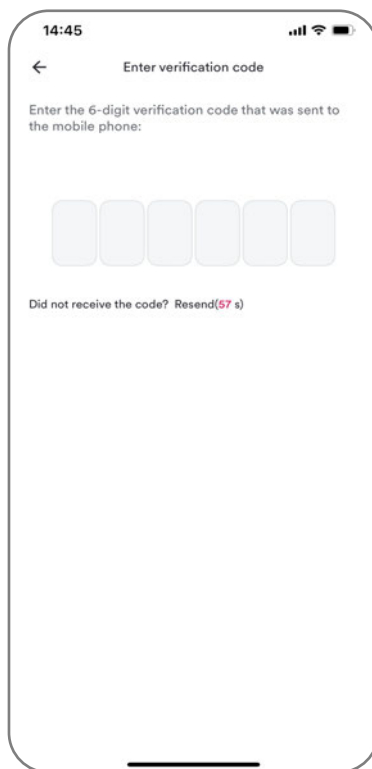 14:45
Enter verification code
Enter the 6-digit verification code that was sent to
the mobile phone:
Did not receive the code? Resend(57 s)